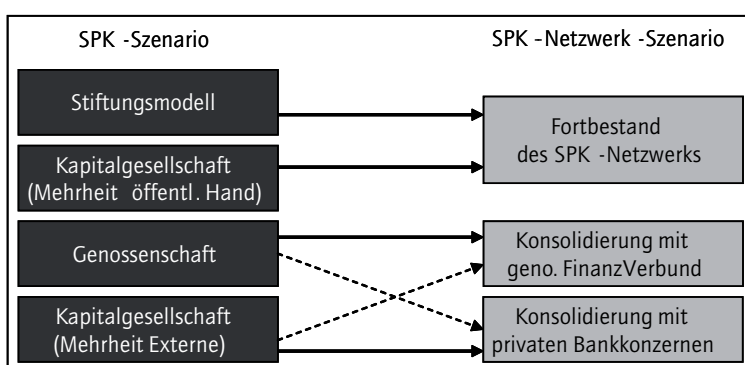 SPK -Szenario
SPK -Netzwerk -Szenario
Stiftungsmodell
Kapitalgesellschaft
(Mehrheit öffentl. Hand)
Genossenschaft
Kapitalgesellschaft
(Mehrheit Externe)
Fortbestand
des SPK -Netzwerks
Konsolidierung mit
geno. FinanzVerbund
Konsolidierung mit
privaten Bankkonzernen